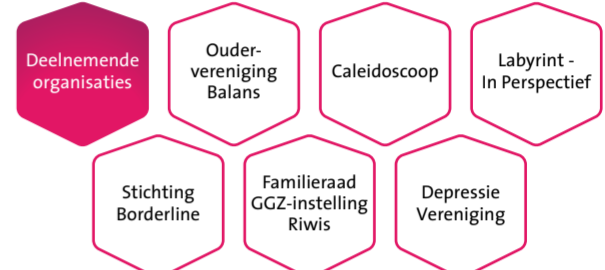 Deelnemende
organisaties
Ouder-
vereniging
Balans
Caleidoscoop
Labyrint -
In Perspectief
Stichting
Borderline
Familieraad
GGZ-instelling
Riwis
Depressie
Vereniging